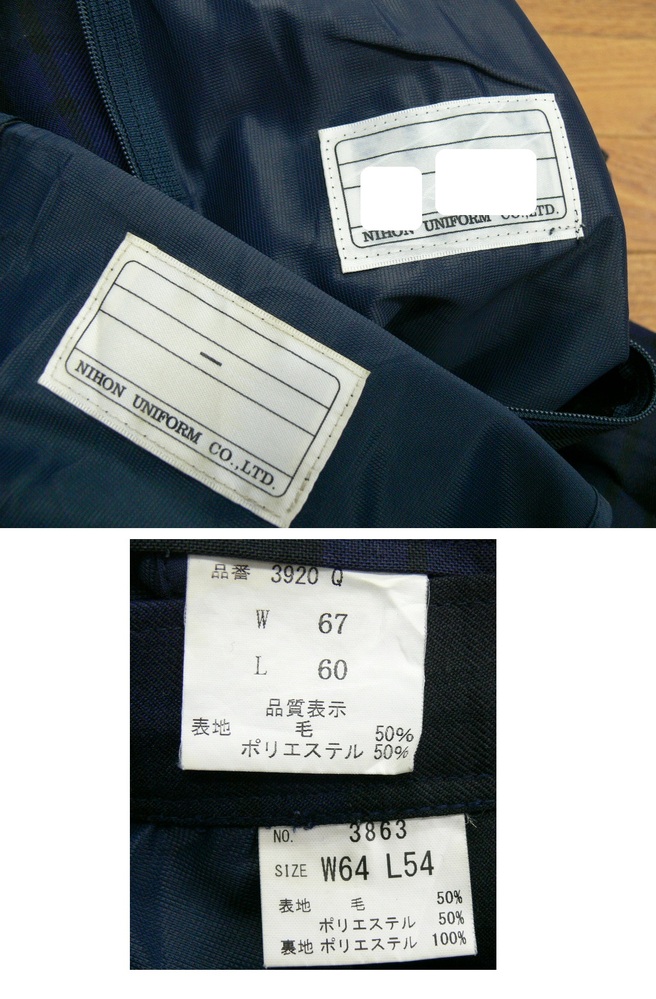 NIHON UNIFORM CO.,LTD.
NIHON UNIFORM CO.,LTD.
品番 3920 Q
W 67
L 60
品質表示
表地 毛 50%
ポリエステル 50%
NO. 3863
SIZE W64 L54
表地 毛 50%
ポリエステル 50%
裏地 ポリエステル 100%